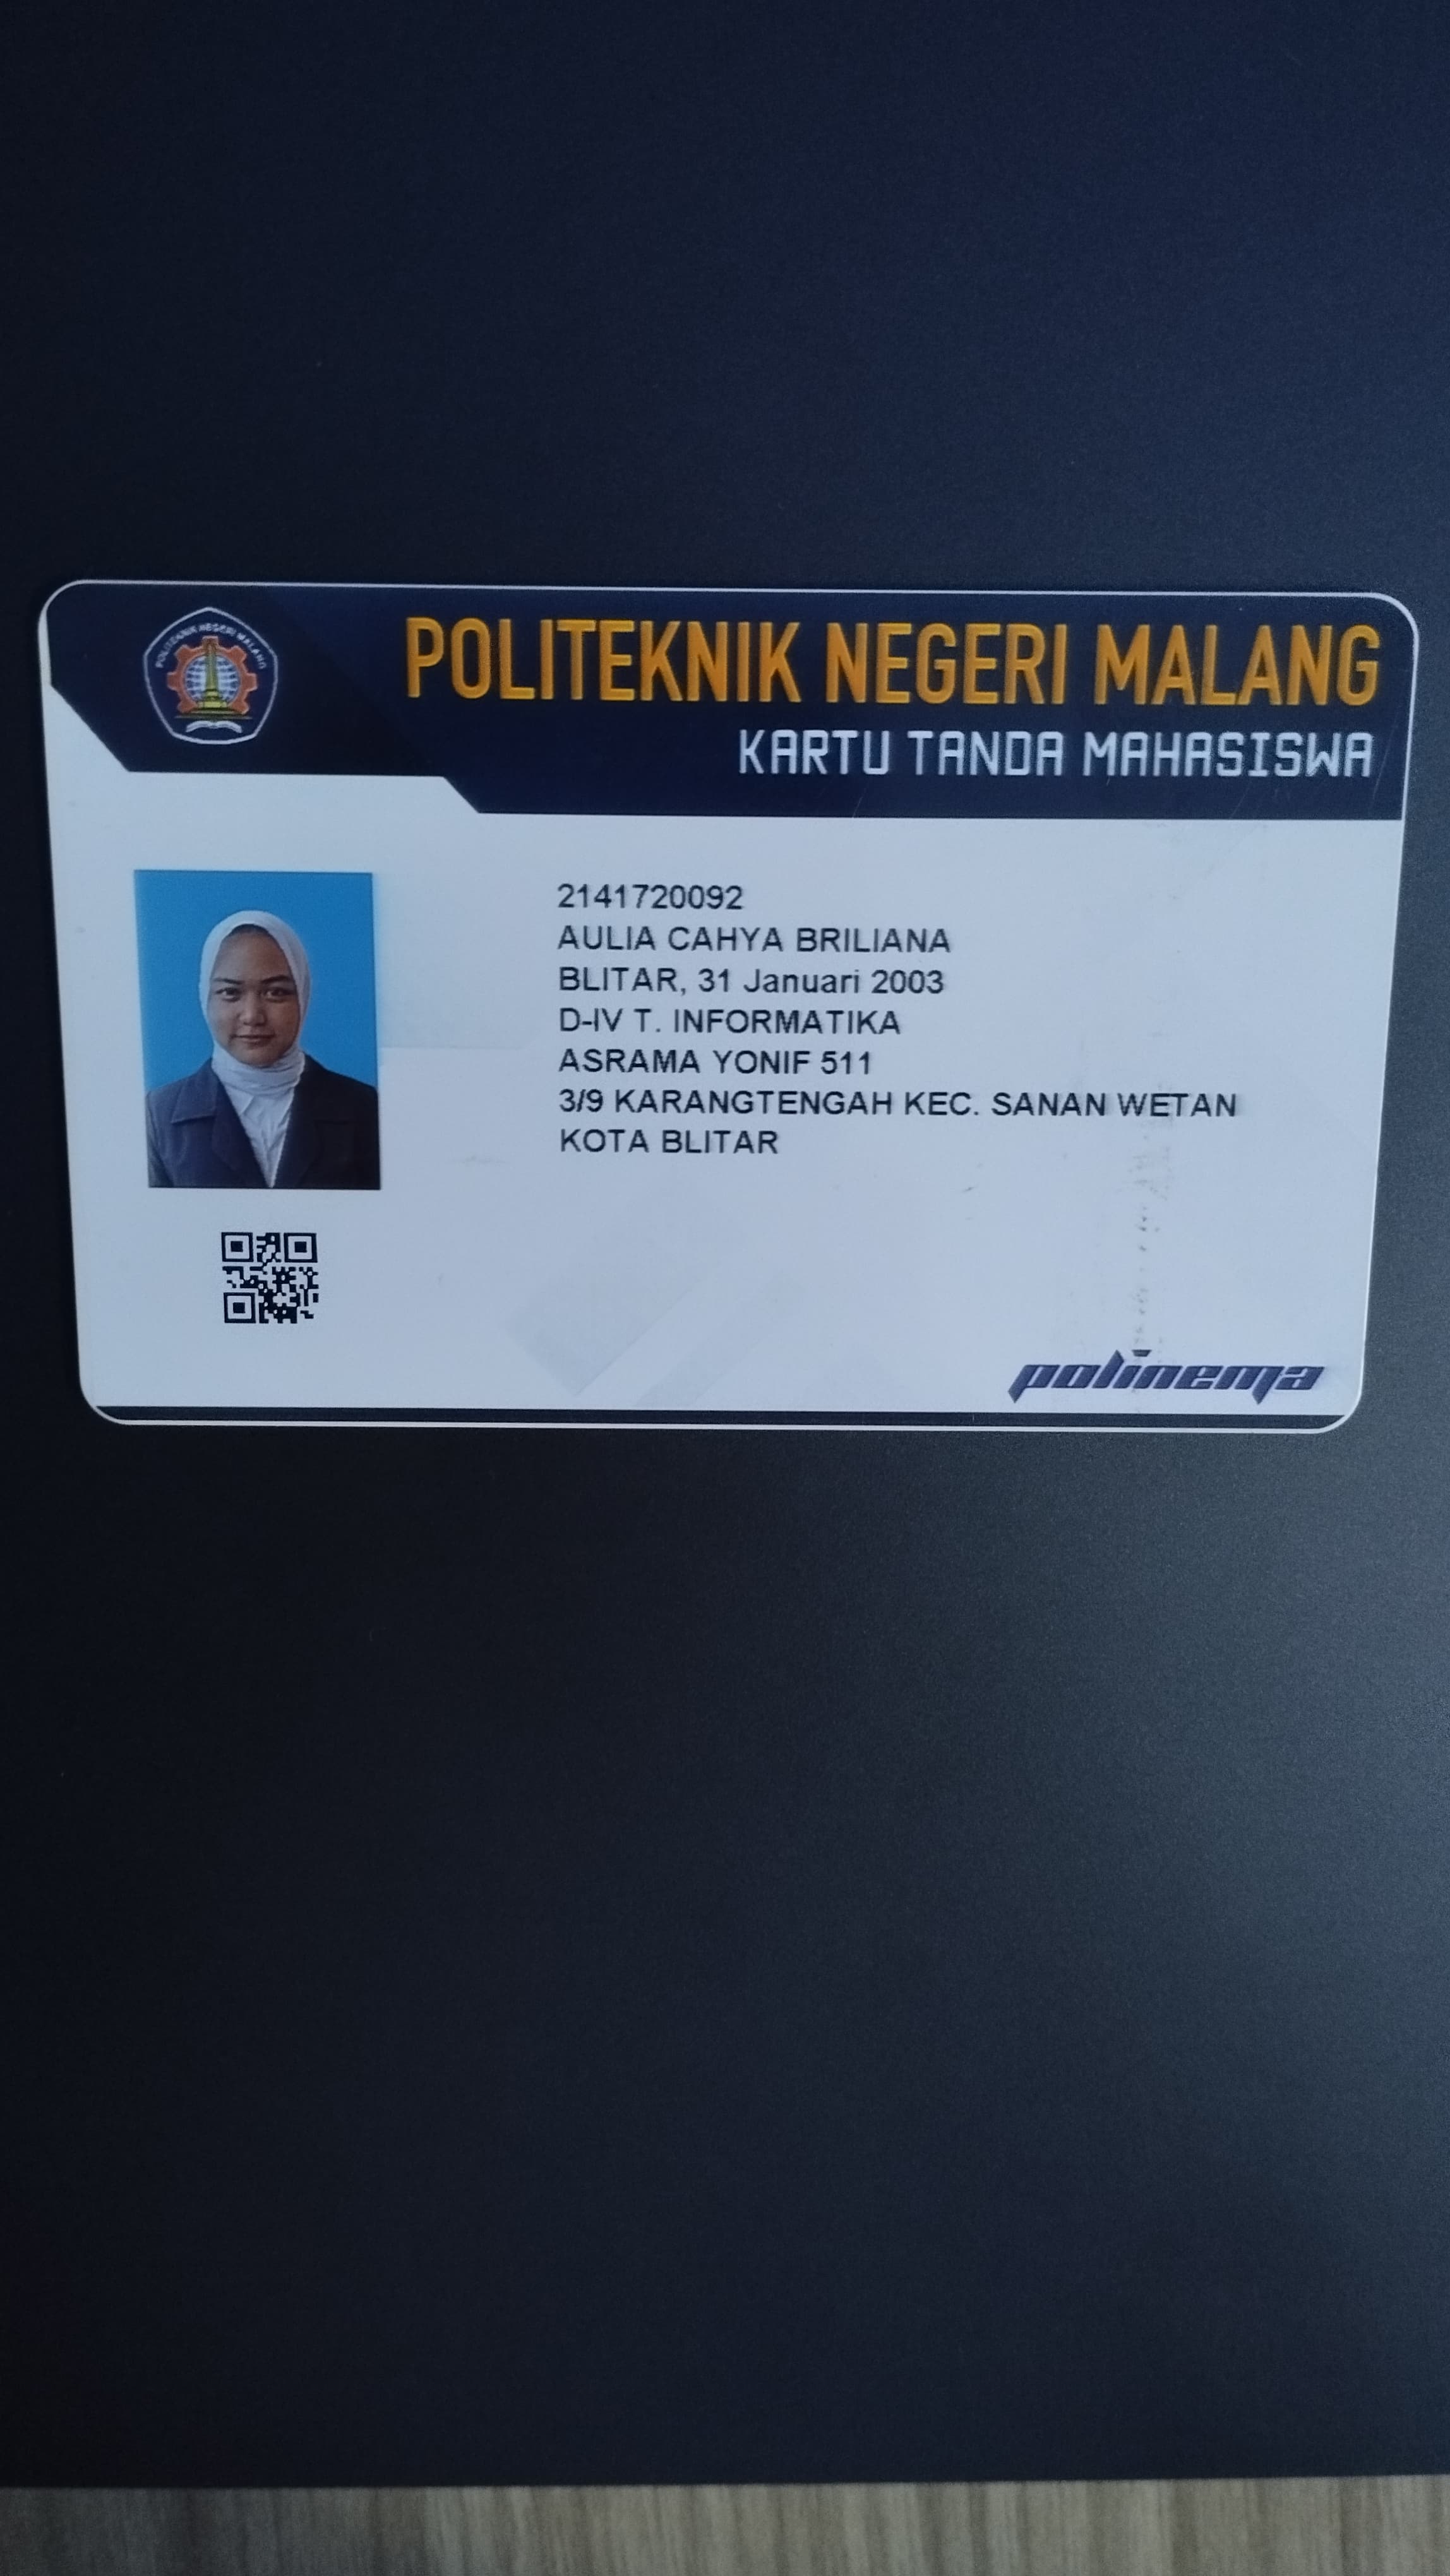 POLITEKNIK NEGERI MALANG
POLITEKNIK NEGERI MALANG
KARTU TANDA MAHASISWA
2141720092
AULIA CAHYA BRILIANA
BLITAR, 31 Januari 2003
D-IV T. INFORMATIKA
ASRAMA YONIF 511
3/9 KARANGTENGAH KEC. SANAN WETAN
KOTA BLITAR
polinema